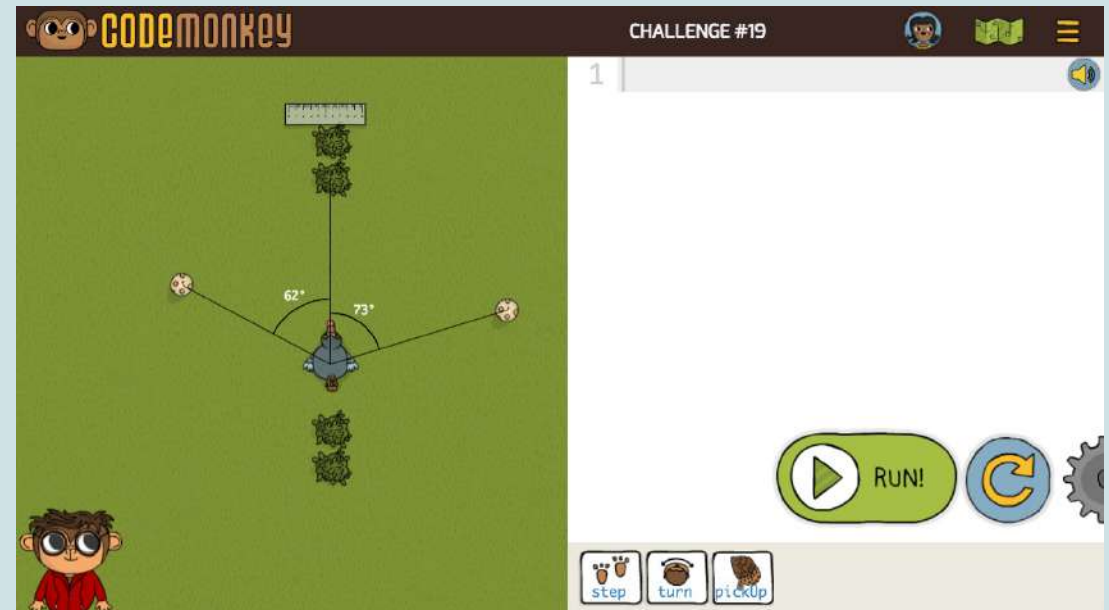 CODEMONKEY
CHALLENGE #19
1
62°
73°
RUN!
step
turn
pickUp